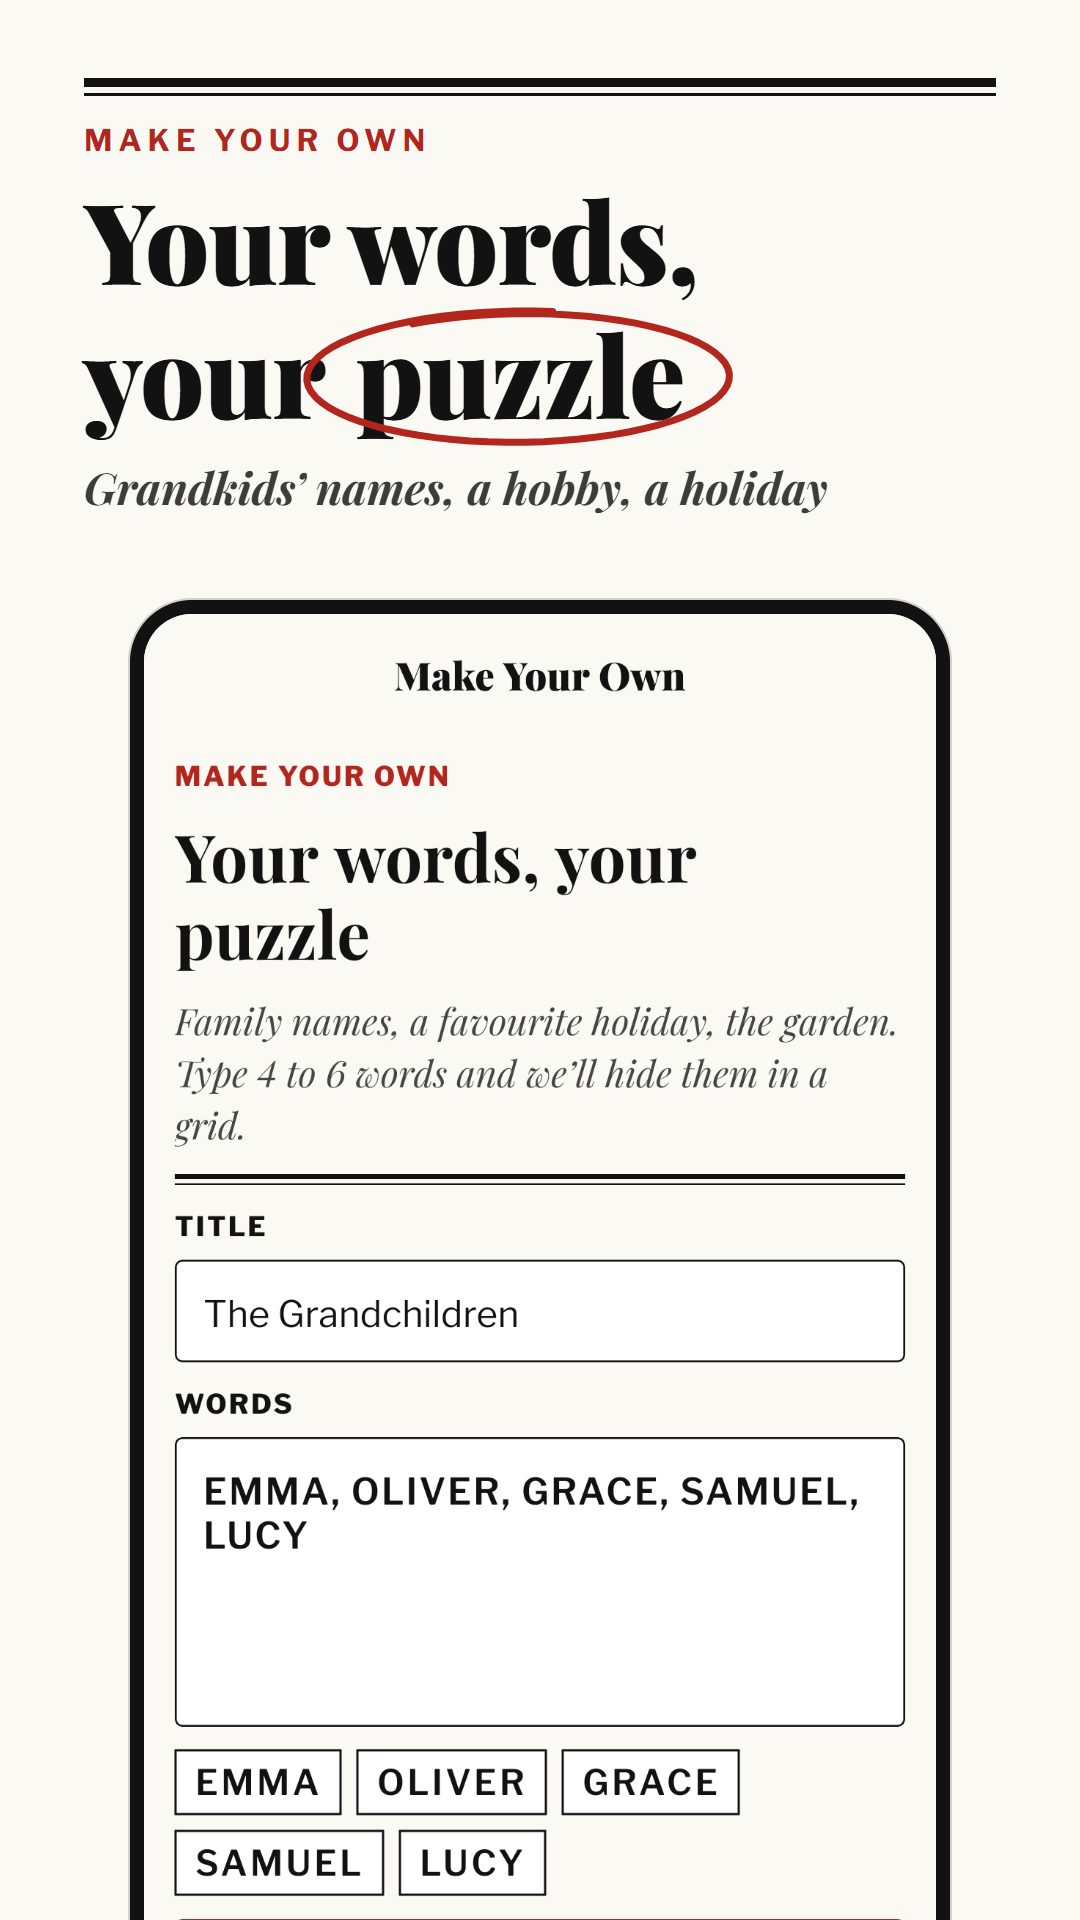 MAKE YOUR OWN
Your words,
your puzzle
Grandkids’ names, a hobby, a holiday
Make Your Own
MAKE YOUR OWN
Your words, your
puzzle
Family names, a favourite holiday, the garden.
Type 4 to 6 words and we’ll hide them in a
grid.
TITLE
The Grandchildren
WORDS
EMMA, OLIVER, GRACE, SAMUEL,
LUCY
EMMA OLIVER GRACE
SAMUEL LUCY